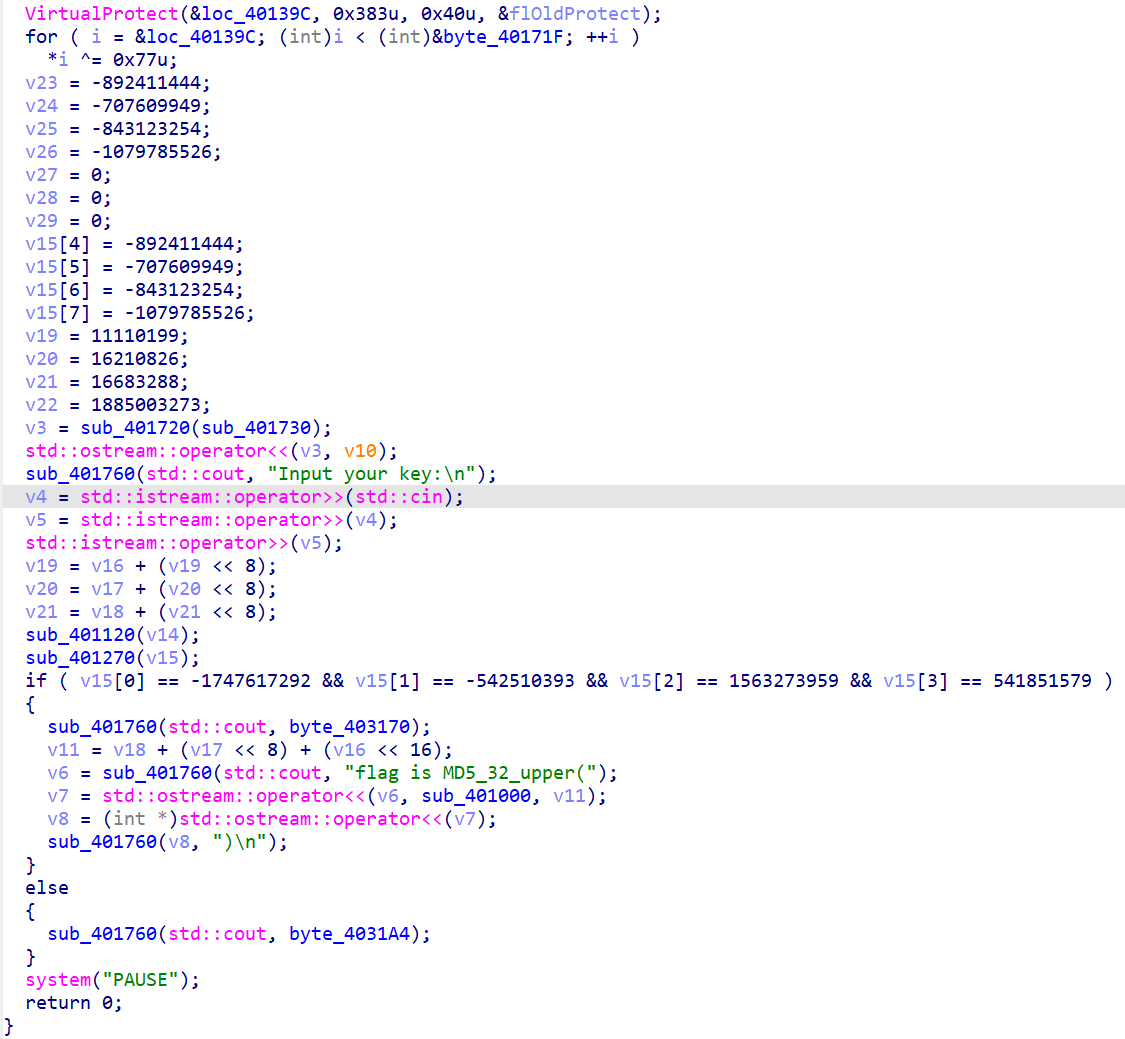 VirtualProtect(&loc_40139C, 0x383u, 0x40u, &flOldProtect);
for ( i = &loc_40139C; (int)i < (int)&byte_40171F; ++i )
*i ^= 0x77u;
v23 = -892411444;
v24 = -707609949;
v25 = -843123254;
v26 = -1079785526;
v27 = 0;
v28 = 0;
v29 = 0;
v15[4] = -892411444;
v15[5] = -707609949;
v15[6] = -843123254;
v15[7] = -1079785526;
v19 = 11110199;
v20 = 16210826;
v21 = 16683288;
v22 = 1885003273;
v3 = sub_401720(sub_401730);
std::ostream::operator<<(v3, v10);
sub_401760(std::cout, "Input your key:\n");
v4 = std::istream::operator>>(std::cin);
v5 = std::istream::operator>>(v4);
std::istream::operator>>(v5);
v19 = v16 + (v19 << 8);
v20 = v17 + (v20 << 8);
v21 = v18 + (v21 << 8);
sub_401120(v14);
sub_401270(v15);
if ( v15[0] == -1747617292 && v15[1] == -542510393 && v15[2] == 1563273959 && v15[3] == 541851579 )
{
sub_401760(std::cout, byte_403170);
v11 = v18 + (v17 << 8) + (v16 << 16);
v6 = sub_401760(std::cout, "flag is MD5_32_upper(");
v7 = std::ostream::operator<<(v6, sub_401000, v11);
v8 = (int *)std::ostream::operator<<(v7);
sub_401760(v8, ")\n");
}
else
{
sub_401760(std::cout, byte_4031A4);
}
system("PAUSE");
return 0;
}